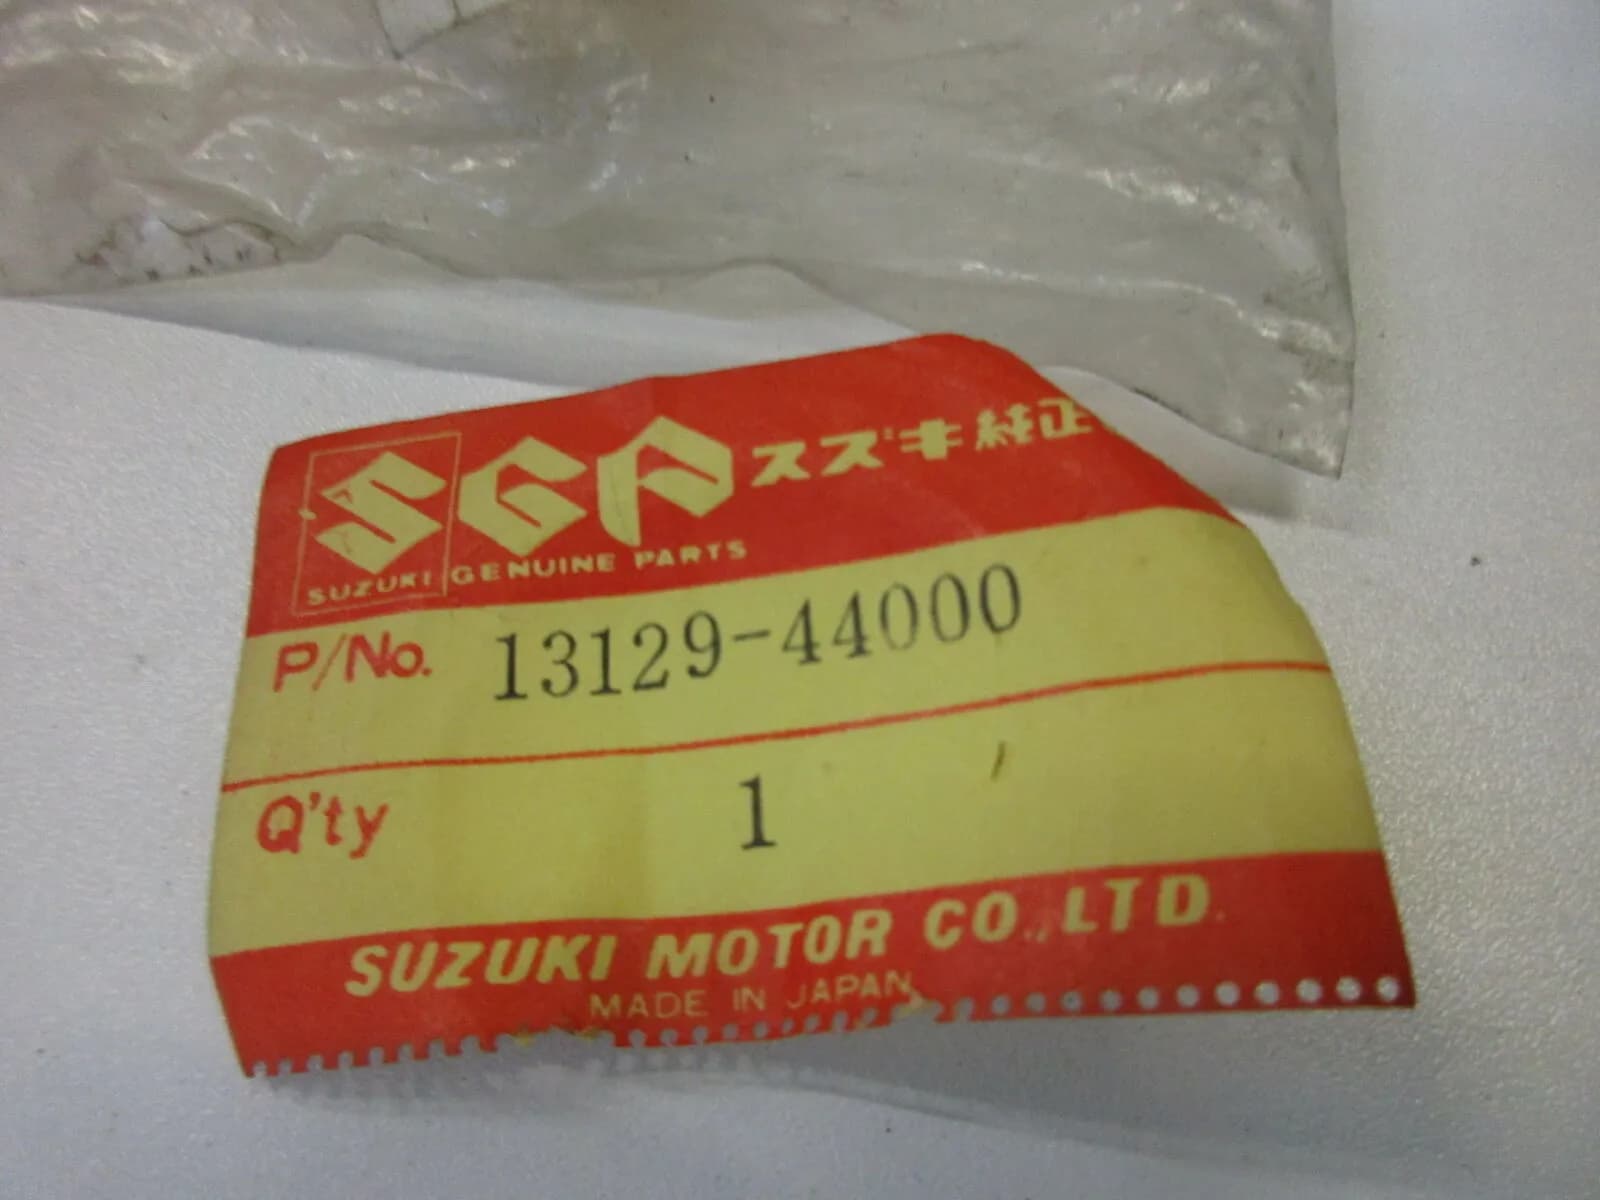 SGP スズキ純正
SUZUKI GENUINE PARTS
P/No. 13129-44000
Q'ty 1
SUZUKI MOTOR CO., LTD.
MADE IN JAPAN